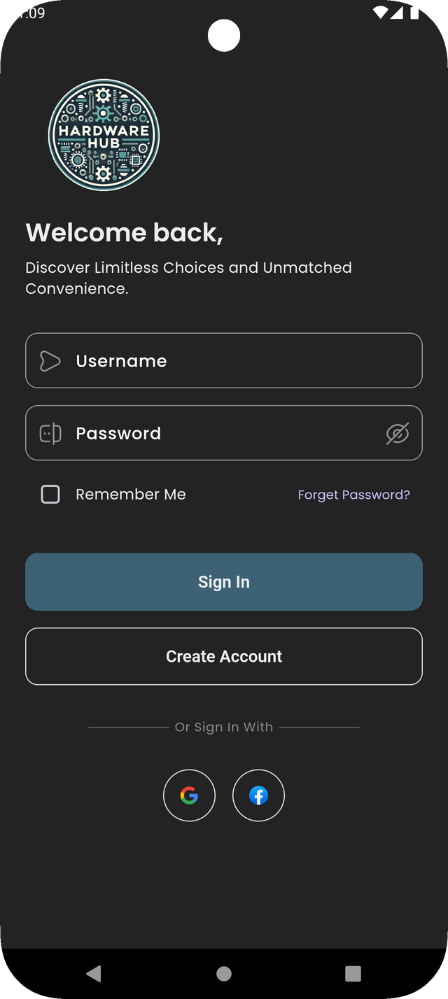 :09
HARDWARE
HUB
Welcome back,
Discover Limitless Choices and Unmatched
Convenience.
Username
Password
Remember Me
Forget Password?
Sign In
Create Account
Or Sign In With